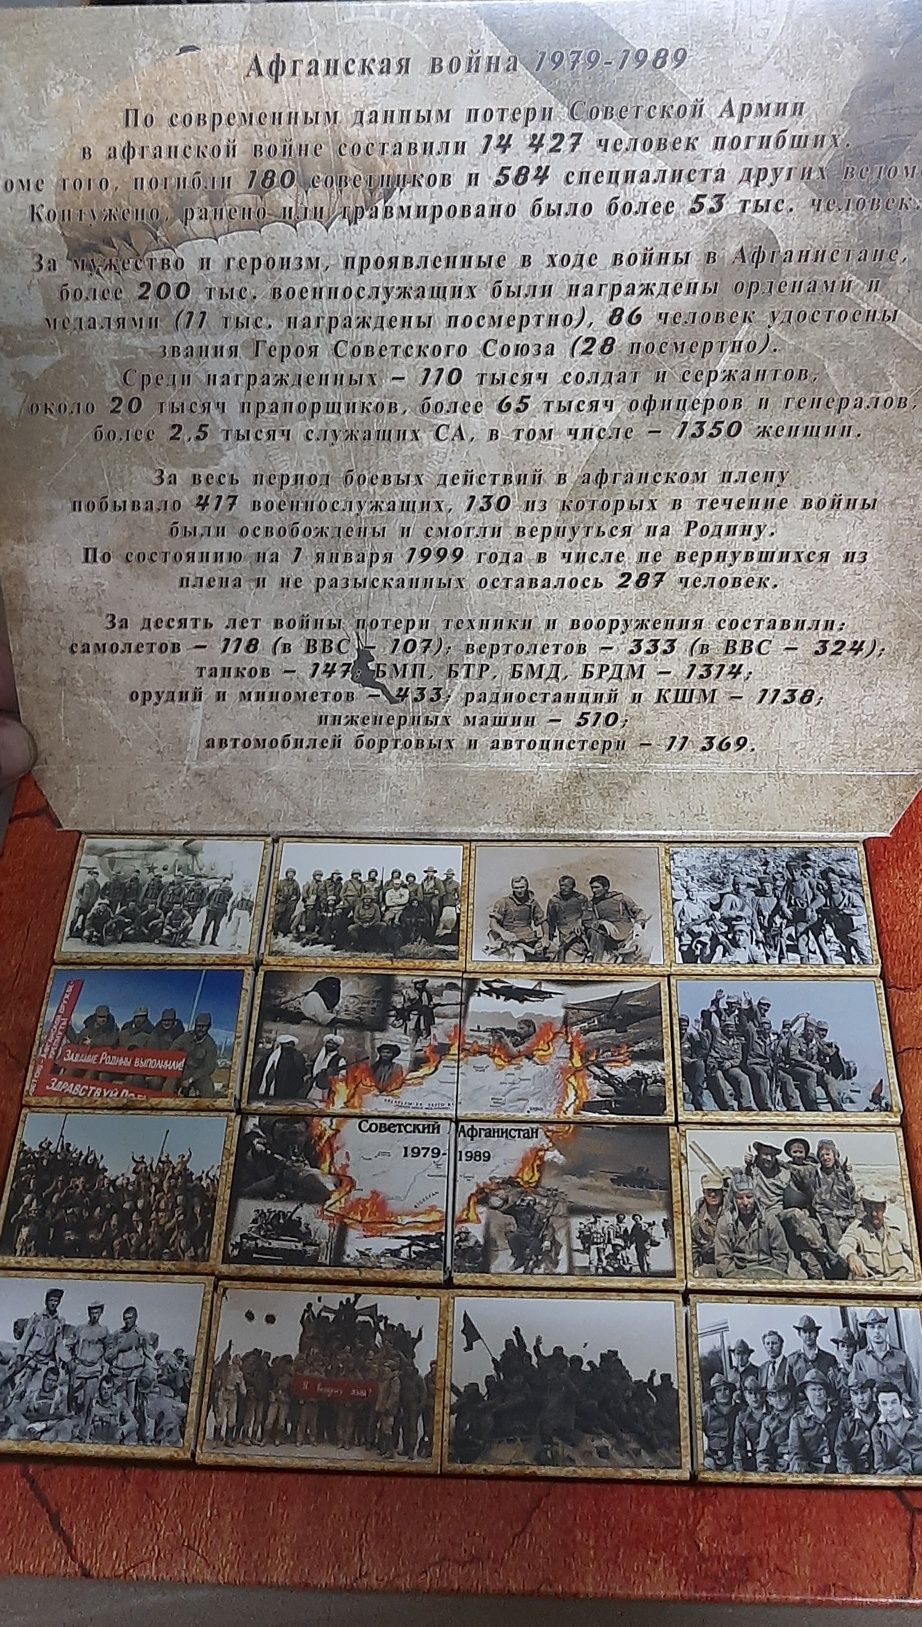 Афганская война 1979-1989
По современным данным потери Советской Армии
в афганской войне составили 14 427 человек погибших.
оме того, погибли 180 советников и 584 специалиста других ведом
Контужено, ранено или травмировано было более 53 тыс. человек.
За мужество и героизм, проявленные в ходе войны в Афганистане,
более 200 тыс. военнослужащих были награждены орденами и
медалями (11 тыс. награждены посмертно), 86 человек удостоены
звания Героя Советского Союза (28 посмертно).
Среди награжденных – 110 тысяч солдат и сержантов,
около 20 тысяч прапорщиков, более 65 тысяч офицеров и генералов,
более 2,5 тысяч служащих СА, в том числе – 1350 женщин.
За весь период боевых действий в афганском плену
побывало 417 военнослужащих, 130 из которых в течение войны
были освобождены и смогли вернуться на Родину.
По состоянию на 1 января 1999 года в числе не вернувшихся из
плена и не разысканных оставалось 287 человек.
За десять лет войны потери техники и вооружения составили:
самолетов – 118 (в ВВС – 107); вертолетов – 333 (в ВВС – 324);
танков – 147; БМП, БТР, БМД, БРДМ – 1314;
орудий и минометов – 433; радиостанций и КШМ – 1138;
инженерных машин – 510;
автомобилей бортовых и автоцистерн – 11 369.
Задание Родины выполнили!
Здравствуй
Советский Афганистан
1979-1989